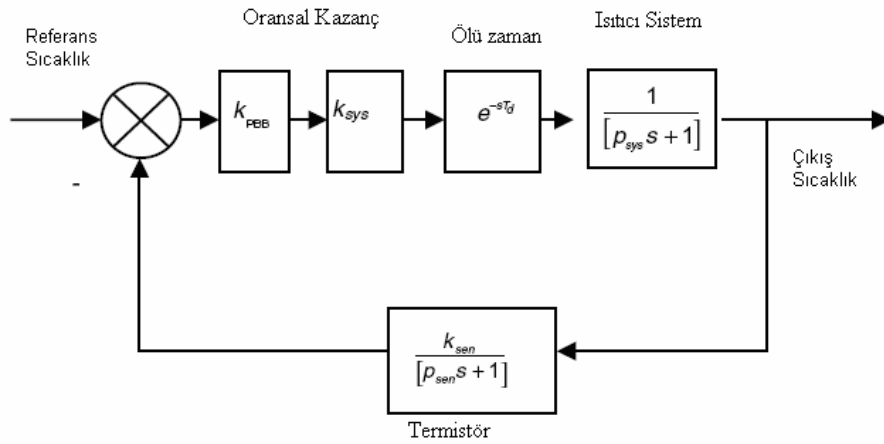 Oransal Kazanç
Ölü zaman
Isıtıcı Sistem
Referans
Sıcaklık
k_PBB
k_sys
e^{-sT_d}
1
[p_sys s + 1]
-
Çıkış
Sıcaklık
k_sen
[p_sen s + 1]
Termistör